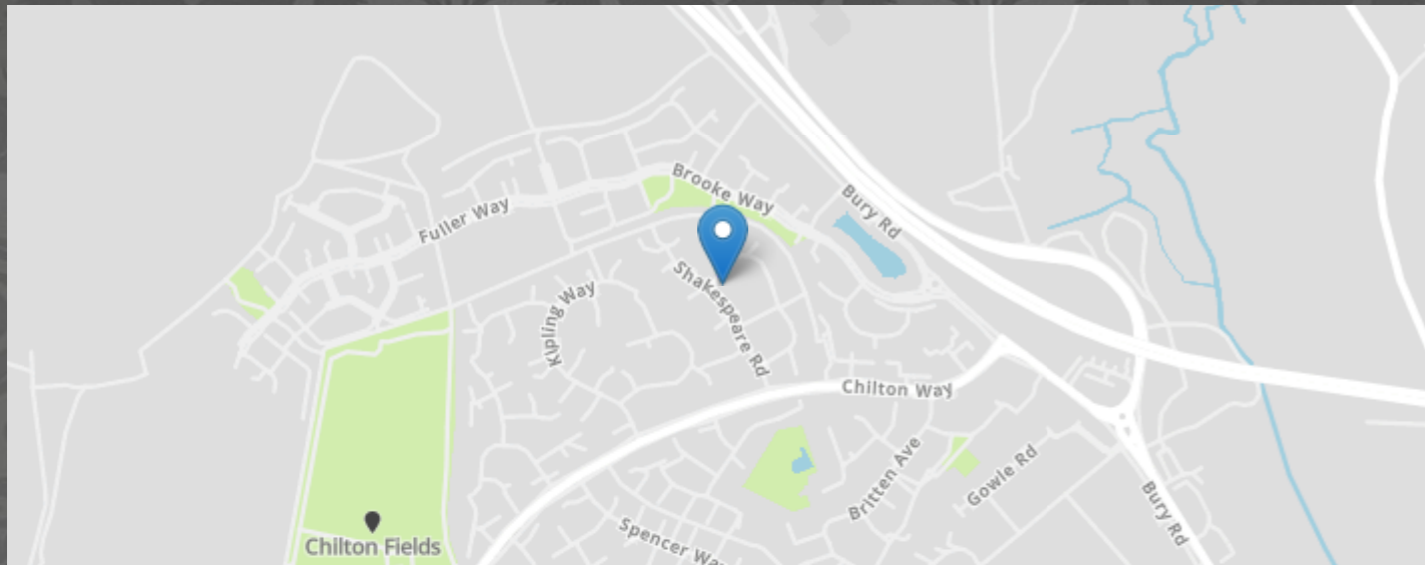 Brooke Way
Bury Rd
Fuller Way
Shakespeare Rd
Kipling Way
Chilton Way
Britten Ave
Gowle Rd
Bury Rd
Spencer Way
Chilton Fields